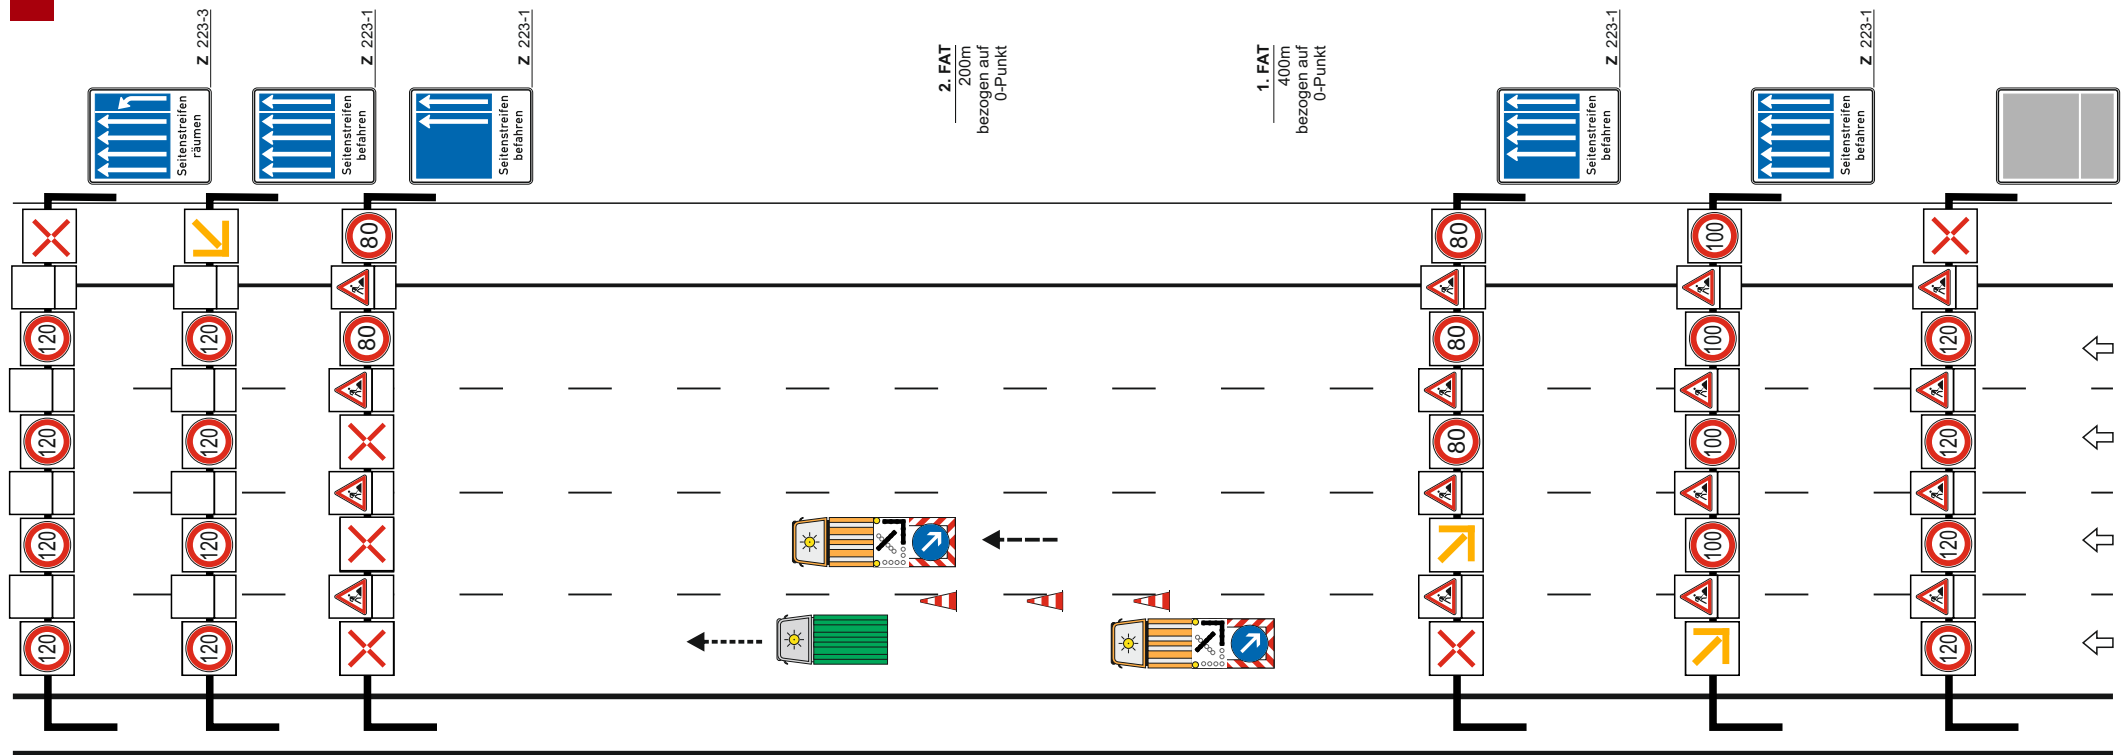 Z 223-3
Seitenstreifen
räumen
Z 223-1
Seitenstreifen
befahren
Z 223-1
Seitenstreifen
befahren
2. FAT
200m
bezogen auf
0-Punkt
1. FAT
400m
bezogen auf
0-Punkt
Z 223-1
Seitenstreifen
befahren
Z 223-1
Seitenstreifen
befahren
80
80
100
120
120
80
80
100
120
120
120
80
100
120
120
120
100
120
120
120
120